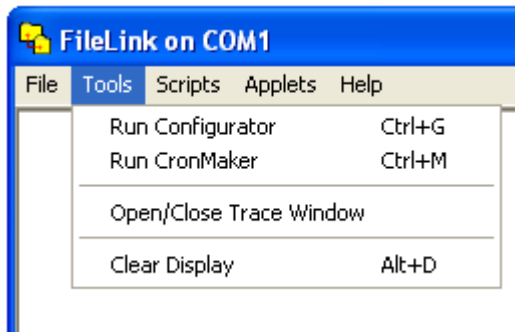 FileLink on COM1
File Tools Scripts Applets Help
Run Configurator Ctrl+G
Run CronMaker Ctrl+M
Open/Close Trace Window
Clear Display Alt+D